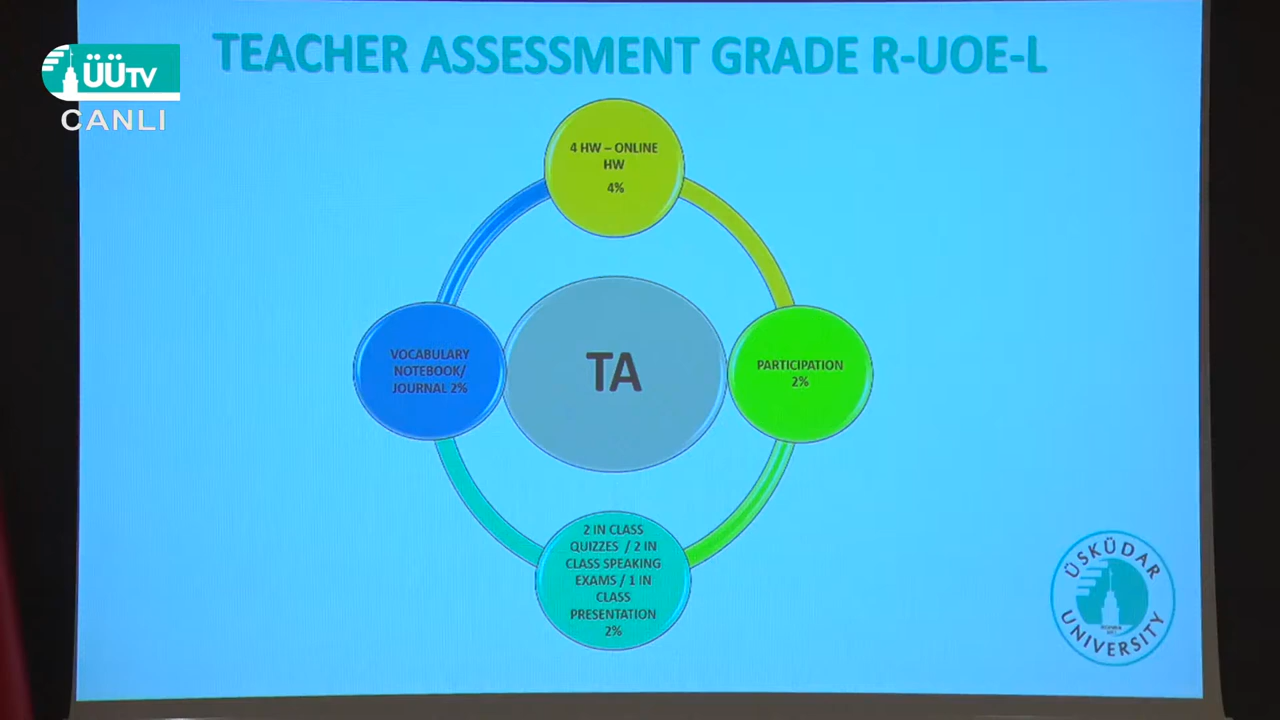 ÜÜTV
CANLI
TEACHER ASSESSMENT GRADE R-UOE-L
4 HW – ONLINE
HW
4%
VOCABULARY
NOTEBOOK/
JOURNAL 2%
TA
PARTICIPATION
2%
2 IN CLASS
QUIZZES / 2 IN
CLASS SPEAKING
EXAMS / 1 IN
CLASS
PRESENTATION
2%
ÜSKÜDAR
UNIVERSITY